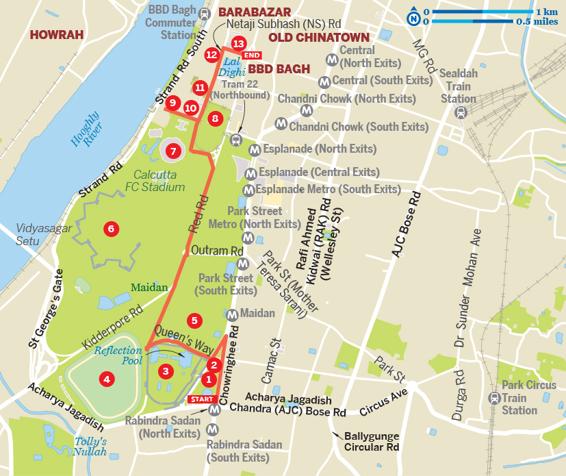 BBD Bagh
Commuter
Station
BARABAZAR
Netaji Subhash (NS) Rd
HOWRAH
OLD CHINATOWN
N
0 1 km
0 0.5 miles
13
END
12
Lal
Dighi
BBD BAGH
Central
(North Exits)
MG Rd
Strand Rd South
11
Tram 22
(Northbound)
Central (South Exits)
Sealdah
Train
Station
9
10
8
Chandni Chowk (North Exits)
Chandni Chowk (South Exits)
Hooghly
River
7
Esplanade (North Exits)
Calcutta
FC Stadium
Esplanade (Central Exits)
Esplanade Metro (South Exits)
Strand Rd
Vidyasagar
Setu
6
Red Rd
Park Street
Metro (North Exits)
Rafi Ahmed
Kidwai (RAK) Rd
(Wellesley St)
AJC Bose Rd
Outram Rd
Park St (Mother
Teresa Sarani)
Park Street
(South Exits)
Maidan
St George's Gate
Kidderpore Rd
5
Maidan
Dr Sunder Mohan Ave
Queen's Way
Reflection
Pool
Chowringhee Rd
Camac St
4
3
2
1
START
Park St
Circus Ave
Durga Rd
Park Circus
Train
Station
Acharya Jagadish
Acharya Jagadish
Chandra (AJC) Bose Rd
Rabindra Sadan
(North Exits)
Tolly's
Nullah
Rabindra Sadan
(South Exits)
Ballygunge
Circular Rd
M
M
M
M
M
M
M
M
M
M
M
M